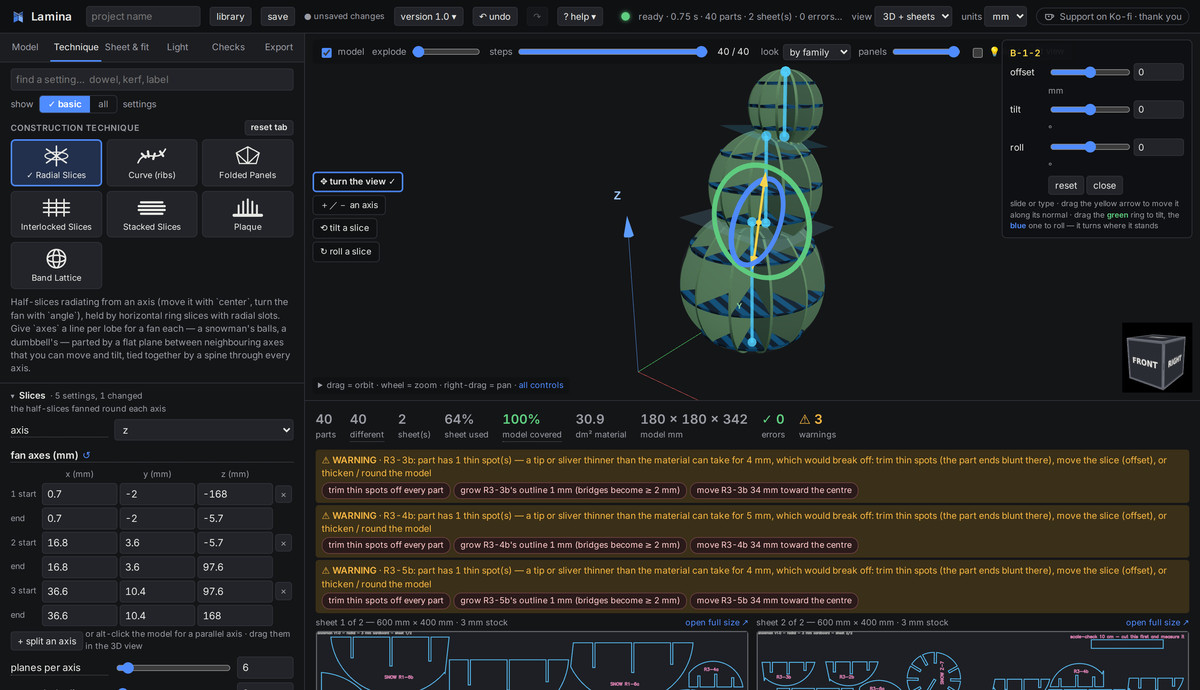 Lamina project name library save unsaved changes version 1.0 ▾ ↶ undo ↷ ? help ▾ ready · 0.75 s · 40 parts · 2 sheet(s) · 0 errors... view 3D + sheets units mm Support on Ko-fi · thank you
Model Technique Sheet & fit Light Checks Export
find a setting... dowel, kerf, label
show ✓ basic all settings
CONSTRUCTION TECHNIQUE reset tab
✓ Radial Slices Curve (ribs) Folded Panels
Interlocked Slices Stacked Slices Plaque
Band Lattice
Half-slices radiating from an axis (move it with `center`, turn the
fan with `angle`), held by horizontal ring slices with radial slots.
Give `axes` a line per lobe for a fan each — a snowman's balls, a
dumbbell's — parted by a flat plane between neighbouring axes
that you can move and tilt, tied together by a spine through every
axis.
▾ Slices · 5 settings, 1 changed
the half-slices fanned round each axis
axis z
fan axes (mm) ↺
x (mm) y (mm) z (mm)
1 start 0.7 -2 -168 ×
end 0.7 -2 -5.7
2 start 16.8 3.6 -5.7 ×
end 16.8 3.6 97.6
3 start 36.6 10.4 97.6 ×
end 36.6 10.4 168
+ split an axis or alt-click the model for a parallel axis · drag them
in the 3D view
planes per axis 6
model explode steps 40 / 40 look by family panels 💡
✥ turn the view ✓
+ ⁄ − an axis
⟲ tilt a slice
↻ roll a slice
Z
Y
B-1-2
offset 0
mm
tilt 0
°
roll 0
°
reset close
slide or type · drag the yellow arrow to move it
along its normal · drag the green ring to tilt, the
blue one to roll — it turns where it stands
FRONT RIGHT
▶ drag = orbit · wheel = zoom · right-drag = pan · all controls
40 40 2 64% 100% 30.9 180 × 180 × 342 ✓ 0 ⚠ 3
parts different sheet(s) sheet used model covered dm² material model mm errors warnings
⚠ WARNING · R3-3b: part has 1 thin spot(s) — a tip or sliver thinner than the material can take for 4 mm, which would break off: trim thin spots (the part ends blunt there), move the slice (offset), or
thicken / round the model
trim thin spots off every part grow R3-3b's outline 1 mm (bridges become ≥ 2 mm) move R3-3b 34 mm toward the centre
⚠ WARNING · R3-4b: part has 1 thin spot(s) — a tip or sliver thinner than the material can take for 5 mm, which would break off: trim thin spots (the part ends blunt there), move the slice (offset), or
thicken / round the model
trim thin spots off every part grow R3-4b's outline 1 mm (bridges become ≥ 2 mm) move R3-4b 34 mm toward the centre
⚠ WARNING · R3-5b: part has 1 thin spot(s) — a tip or sliver thinner than the material can take for 4 mm, which would break off: trim thin spots (the part ends blunt there), move the slice (offset), or
thicken / round the model
trim thin spots off every part grow R3-5b's outline 1 mm (bridges become ≥ 2 mm) move R3-5b 34 mm toward the centre
sheet 1 of 2 — 600 mm × 400 mm · 3 mm stock open full size ↗ sheet 2 of 2 — 600 mm × 400 mm · 3 mm stock open full size ↗
scale-check 10 cm — cut this first and measure it
SHOW R1-6b
SHOW R1-6a
R3-4a
R3-3b
R3-2b
SHOW 2-7
R3-4b